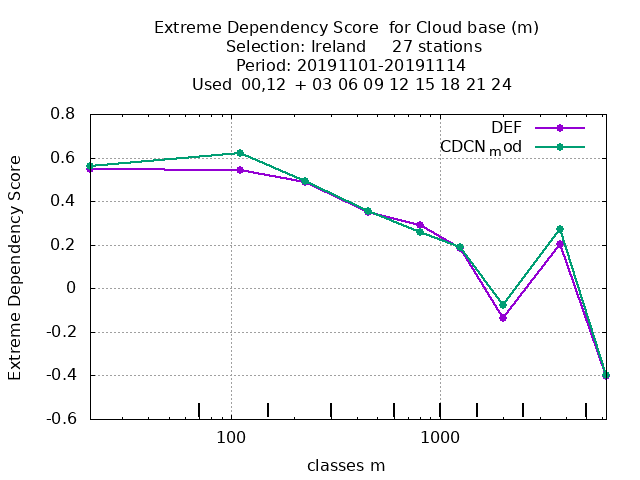 Extreme Dependency Score  for Cloud base (m)
Selection: Ireland     27 stations
Period: 20191101-20191114
Used  00,12  + 03 06 09 12 15 18 21 24
DEF
CDCN_mod
Extreme Dependency Score
0.8
0.6
0.4
0.2
0
-0.2
-0.4
-0.6
100
1000
classes m